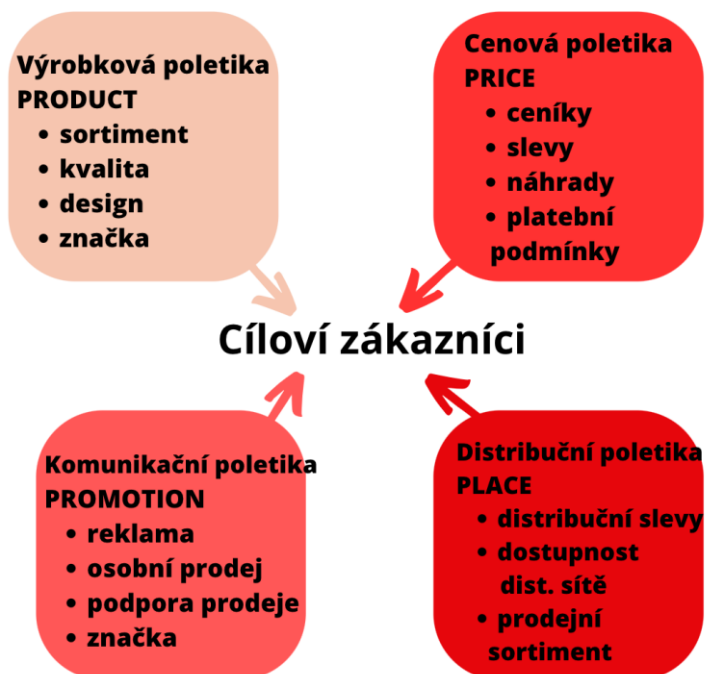 Výrobková poletika
PRODUCT
• sortiment
• kvalita
• design
• značka
Cenová poletika
PRICE
• ceníky
• slevy
• náhrady
• platební
podmínky
Cíloví zákazníci
Komunikační poletika
PROMOTION
• reklama
• osobní prodej
• podpora prodeje
• značka
Distribuční poletika
PLACE
• distribuční slevy
• dostupnost
dist. sítě
• prodejní
sortiment